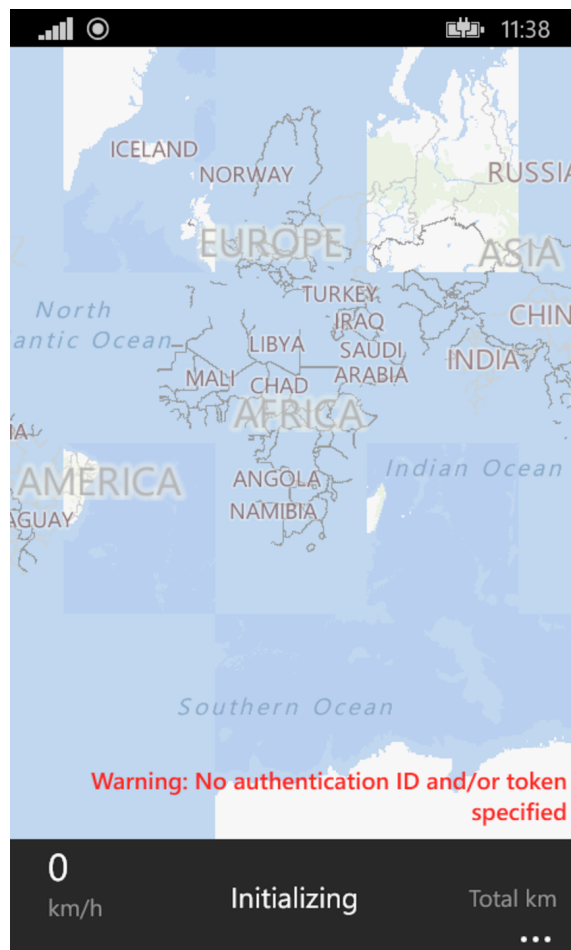 11:38
ICELAND
NORWAY
RUSSIA
EUROPE
ASIA
TURKEY
North
antic Ocean
IRAQ
CHIN
LIBYA
SAUDI
ARABIA
INDIA
MALI
CHAD
AFRICA
IA
AMERICA
ANGOLA
Indian Ocean
AGUAY
NAMIBIA
Southern Ocean
Warning: No authentication ID and/or token
specified
0
km/h
Initializing
Total km
...